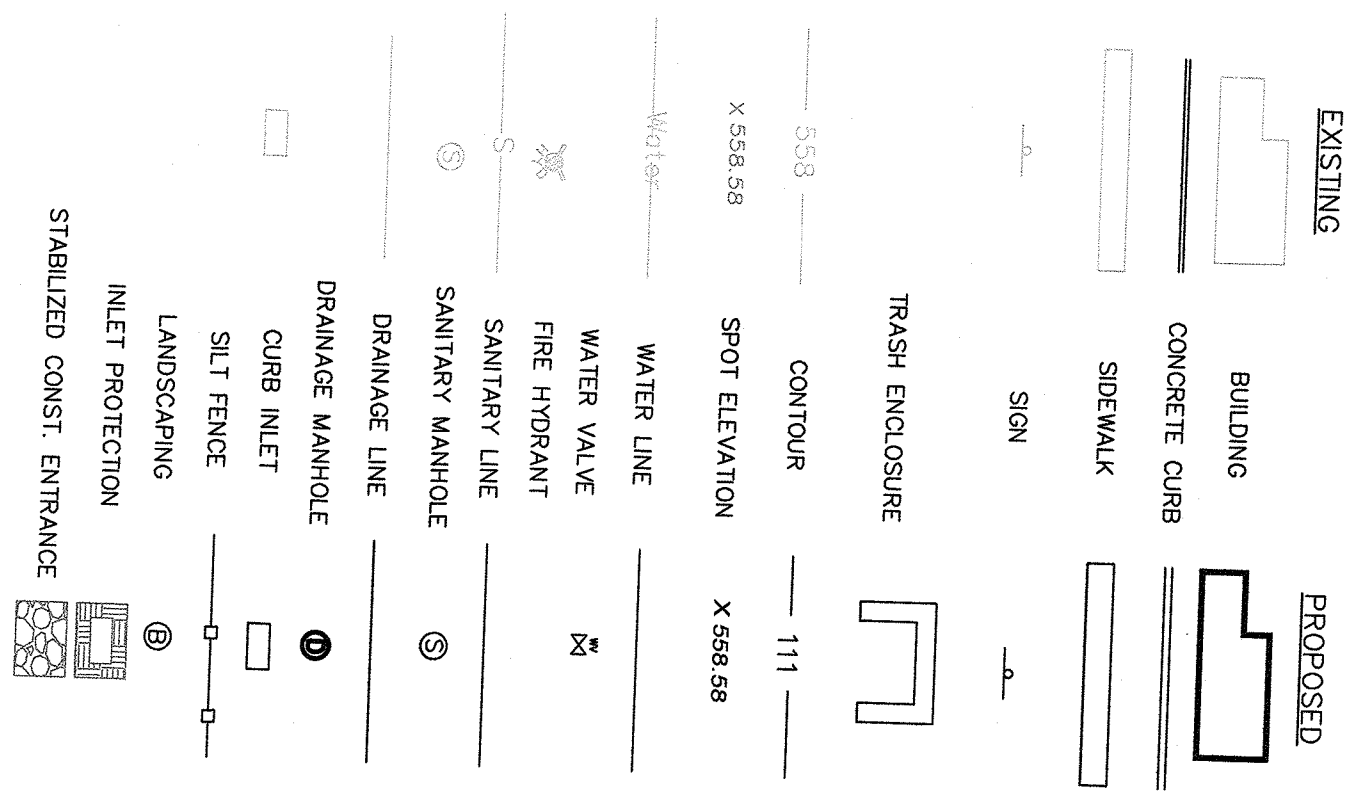 EXISTING PROPOSED
BUILDING
CONCRETE CURB
SIDEWALK
SIGN
TRASH ENCLOSURE
558 CONTOUR 111
X 558.58 SPOT ELEVATION X 558.58
Water WATER LINE
WATER VALVE WV
FIRE HYDRANT
S SANITARY LINE
S SANITARY MANHOLE S
DRAINAGE LINE
DRAINAGE MANHOLE D
CURB INLET
SILT FENCE
LANDSCAPING B
INLET PROTECTION
STABILIZED CONST. ENTRANCE